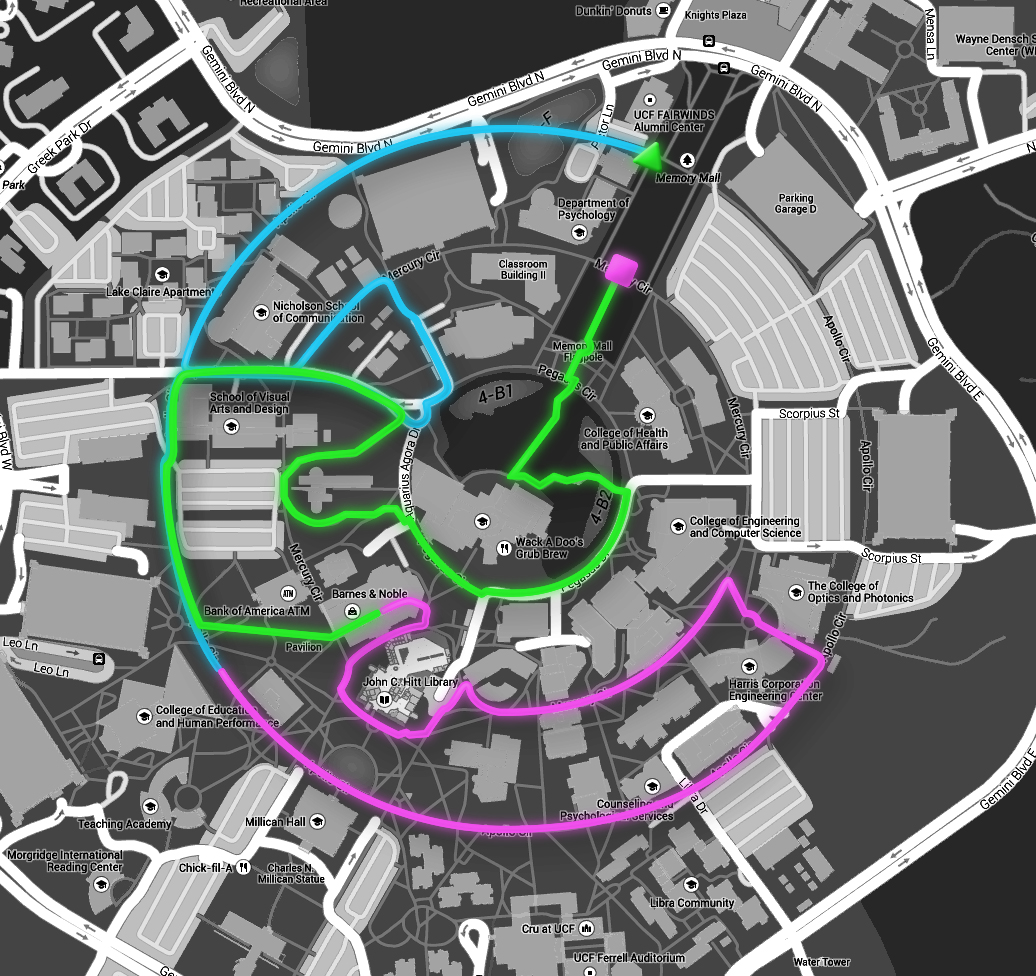 Recreational Area
Dunkin' Donuts
Knights Plaza
Mensa Ln
Wayne Densch S
Center (W
Gemini Blvd N
Gemini Blvd N
Gemini Blvd N
Gemini Blvd N
Gemini Blvd N
Greek Park Dr
Park
F
tor Ln
UCF FAIRWINDS
Alumni Center
Memory Mall
Parking
Garage D
Department of
Psychology
Classroom
Building II
Mercury Cir
Lake Claire Apartment
Nicholson School
of Communication
Apollo Cir
Gemini Blvd E
Memory Mall
Flagpole
Pegasus Cir
4-B1
School of Visual
Arts and Design
College of Health
and Public Affairs
Mercury Cir
Scorpius St
Apollo Cir
Blvd W
quarius Agora Dr
4-B2
Wack A Doo's
Grub Brew
College of Engineering
and Computer Science
Scorpius St
Mercury Cir
Barnes & Noble
Bank of America ATM
Pavilion
The College of
Optics and Photonics
Apollo Cir
Leo Ln
Leo Ln
John C. Hitt Library
Harris Corporation
Engineering Center
College of Education
and Human Performance
Apollo Cir
Libra Dr
Counseling and
Psychological Services
Apollo Cir
Teaching Academy
Millican Hall
Morgridge International
Reading Center
Chick-fil-A
Charles N.
Millican Statue
Libra Community
Gemini Blvd E
Cru at UCF
UCF Ferrell Auditorium
Water Tower
Ge